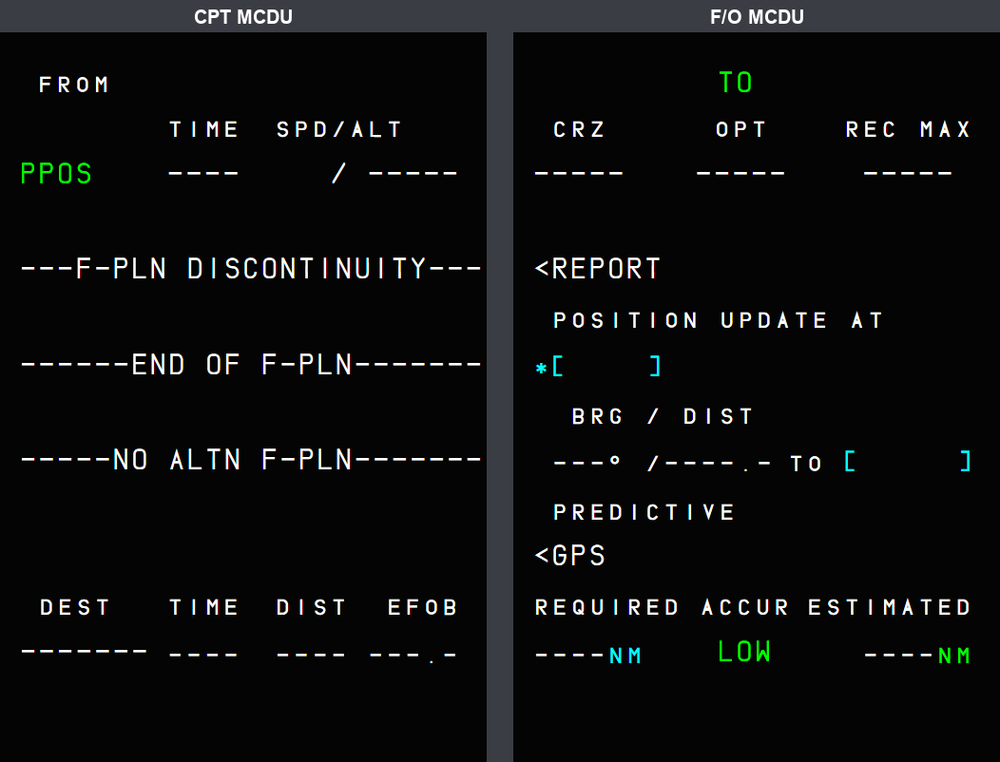 CPT MCDU
FROM
TIME SPD/ALT
PPOS ---- / -----
---F-PLN DISCONTINUITY---
------END OF F-PLN-------
-----NO ALTN F-PLN-------
DEST TIME DIST EFOB
------- ---- ---- ---.-
F/O MCDU
TO
CRZ OPT REC MAX
----- ----- -----
<REPORT
POSITION UPDATE AT
*[ ]
BRG / DIST
---° /----.- TO [ ]
PREDICTIVE
<GPS
REQUIRED ACCUR ESTIMATED
----NM LOW ----NM